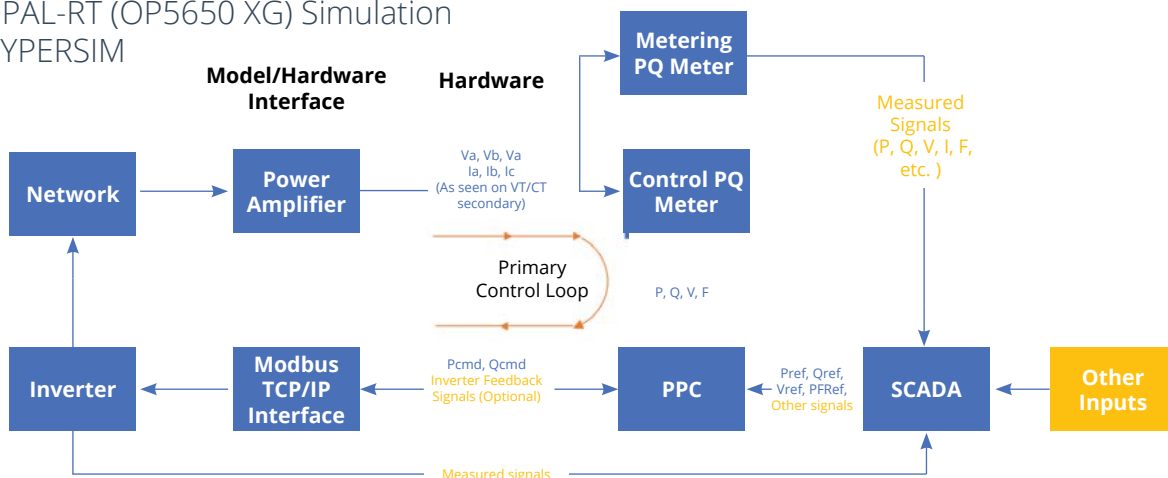 PAL-RT (OP5650 XG) Simulation
YPERSIM
Model/Hardware
Interface
Hardware
Metering
PQ Meter
Measured
Signals
(P, Q, V, I, F,
etc. )
Network
Power
Amplifier
Va, Vb, Va
Ia, Ib, Ic
(As seen on VT/CT
secondary)
Control PQ
Meter
Primary
Control Loop
P, Q, V, F
Inverter
Modbus
TCP/IP
Interface
Pcmd, Qcmd
Inverter Feedback
Signals (Optional)
PPC
Pref, Qref,
Vref, PFRef,
Other signals
SCADA
Other
Inputs
Measured signals